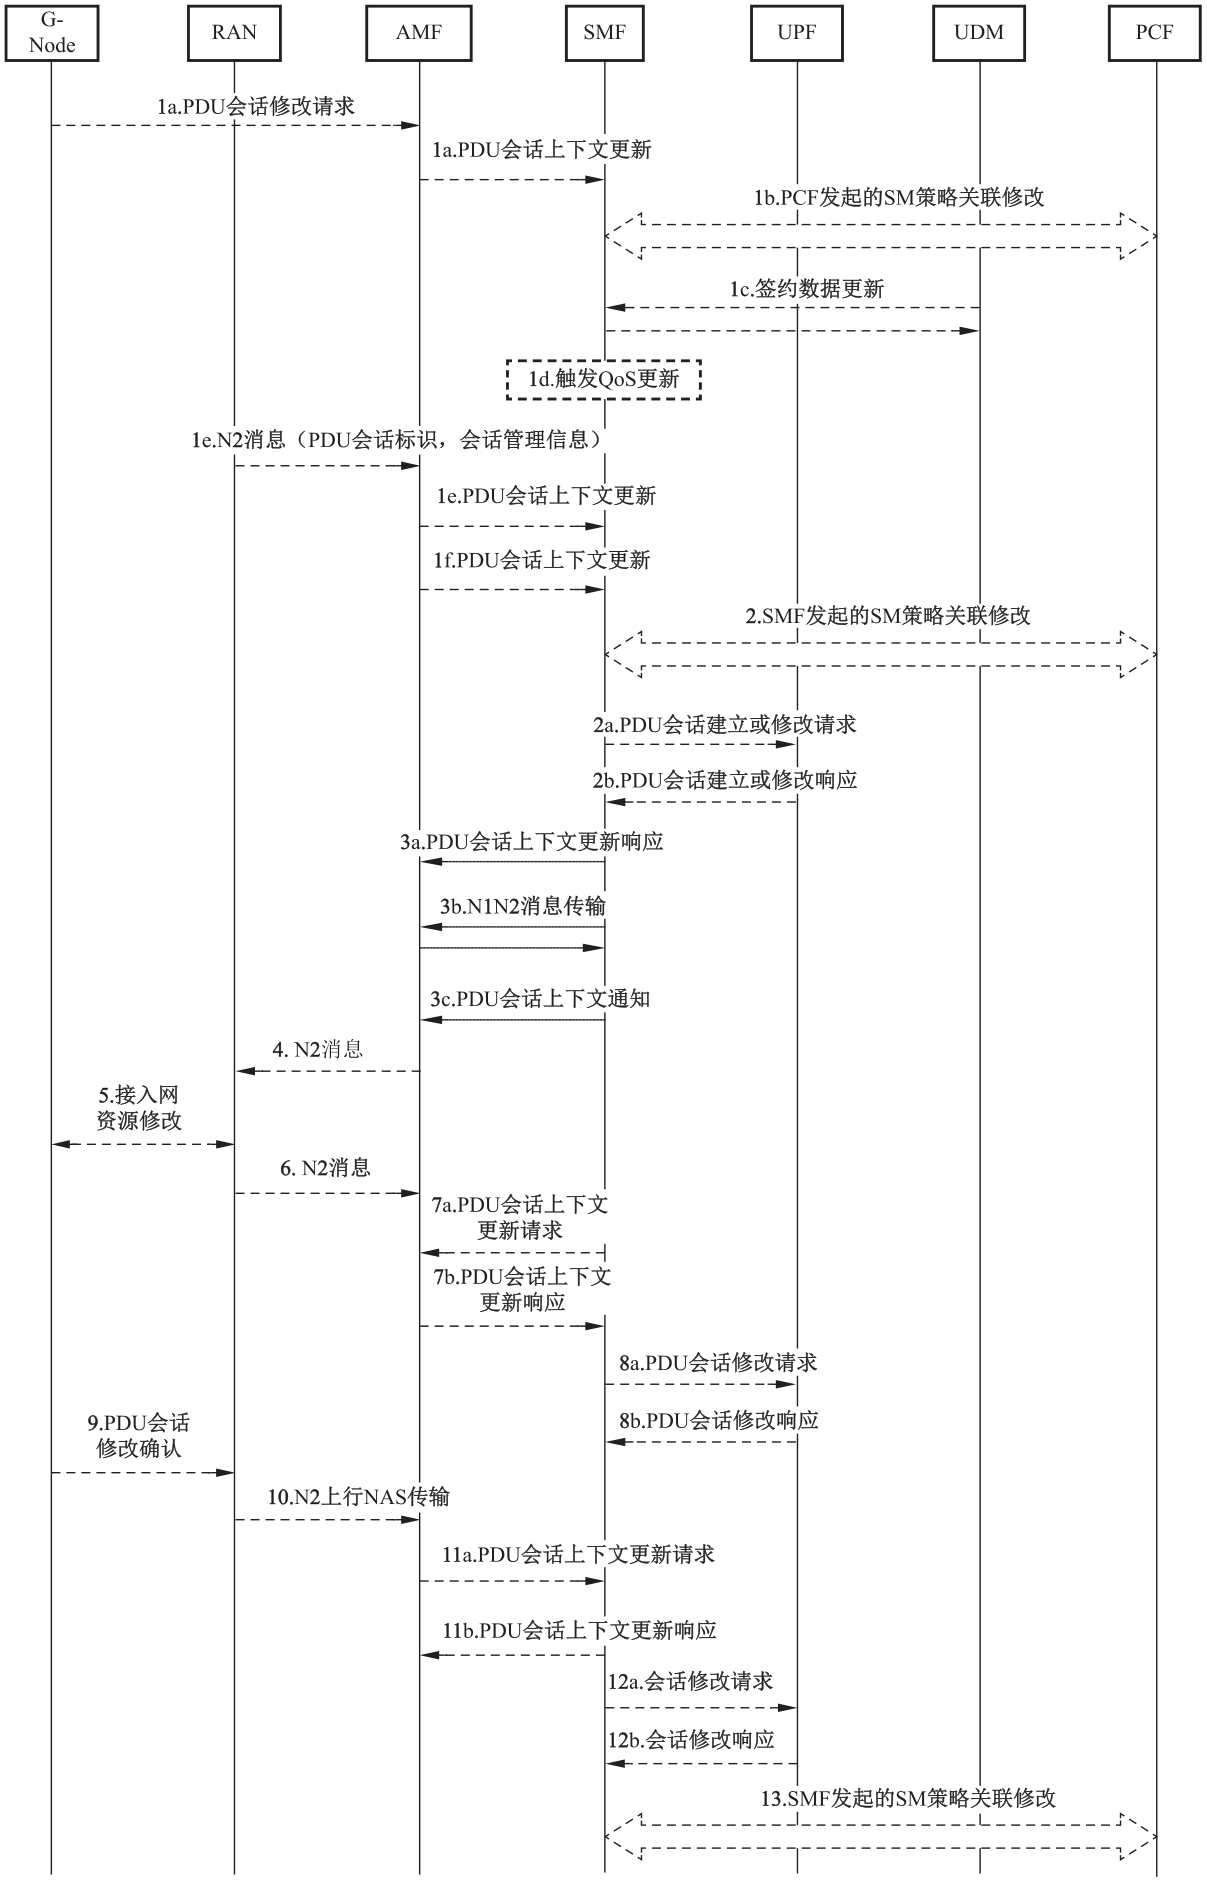 G-
Node
RAN
AMF
SMF
UPF
UDM
PCF
1a.PDU会话修改请求
1a.PDU会话上下文更新
1b.PCF发起的SM策略关联修改
1c.签约数据更新
1d.触发QoS更新
1e.N2消息（PDU会话标识，会话管理信息）
1e.PDU会话上下文更新
1f.PDU会话上下文更新
2.SMF发起的SM策略关联修改
2a.PDU会话建立或修改请求
2b.PDU会话建立或修改响应
3a.PDU会话上下文更新响应
3b.N1N2消息传输
3c.PDU会话上下文通知
4. N2消息
5.接入网
资源修改
6. N2消息
7a.PDU会话上下文
更新请求
7b.PDU会话上下文
更新响应
8a.PDU会话修改请求
8b.PDU会话修改响应
9.PDU会话
修改确认
10.N2上行NAS传输
11a.PDU会话上下文更新请求
11b.PDU会话上下文更新响应
12a.会话修改请求
12b.会话修改响应
13.SMF发起的SM策略关联修改